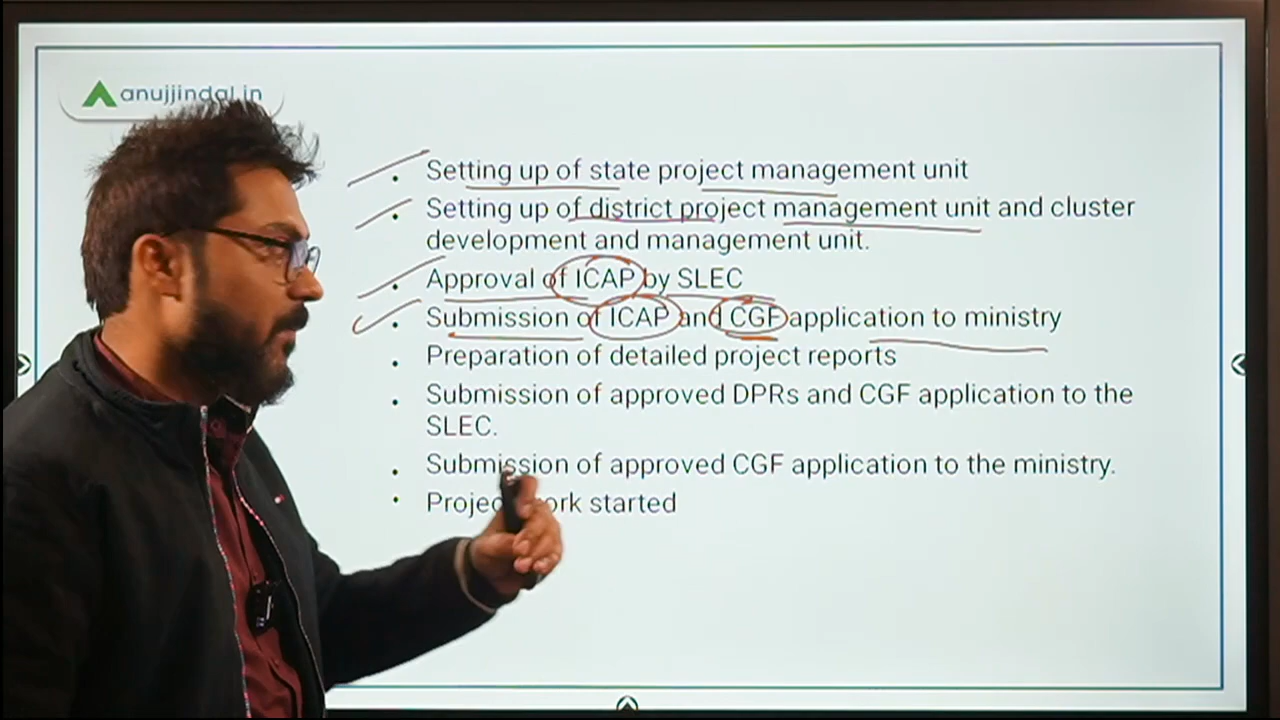 anujjindal.in
Setting up of state project management unit
Setting up of district project management unit and cluster
development and management unit.
Approval of ICAP by SLEC
Submission of ICAP and CGF application to ministry
Preparation of detailed project reports
Submission of approved DPRs and CGF application to the
SLEC.
Submission of approved CGF application to the ministry.
started